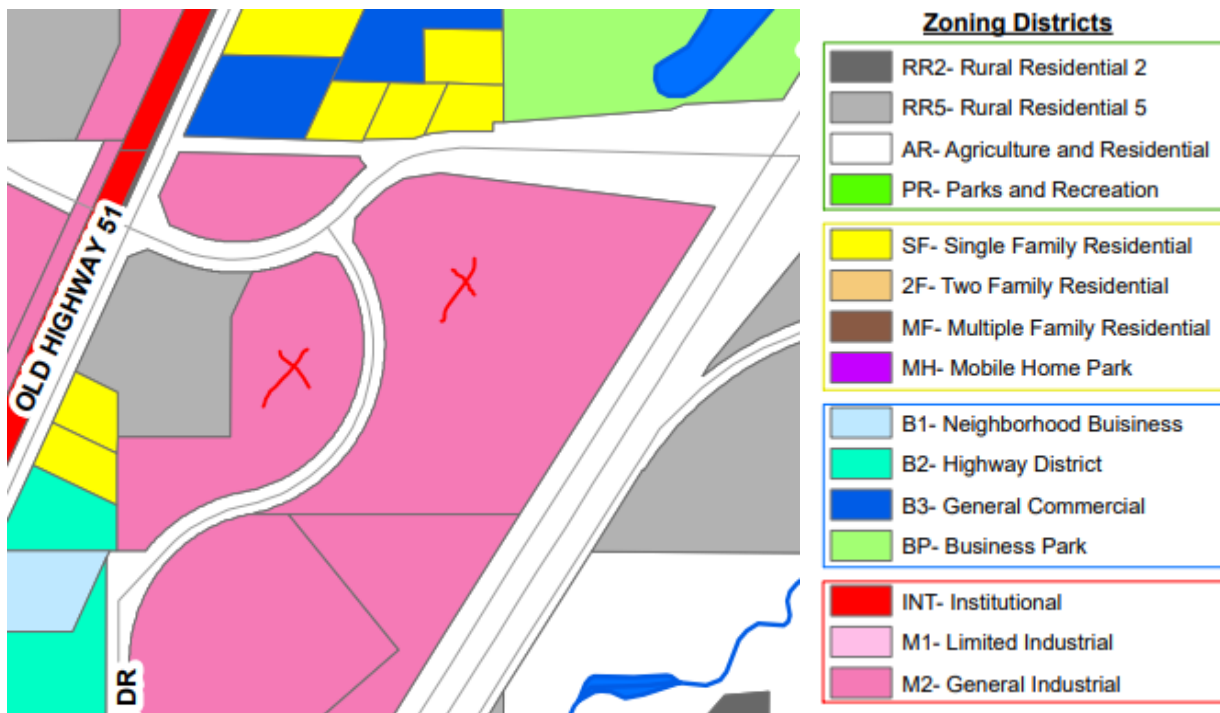 Zoning Districts
RR2- Rural Residential 2
RR5- Rural Residential 5
AR- Agriculture and Residential
PR- Parks and Recreation
SF- Single Family Residential
2F- Two Family Residential
MF- Multiple Family Residential
MH- Mobile Home Park
B1- Neighborhood Buisiness
B2- Highway District
B3- General Commercial
BP- Business Park
INT- Institutional
M1- Limited Industrial
M2- General Industrial
OLD HIGHWAY 51
DR